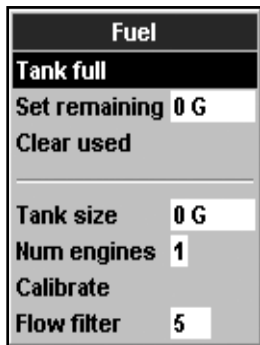 Fuel
Tank full
Set remaining 0 G
Clear used
Tank size 0 G
Num engines 1
Calibrate
Flow filter 5